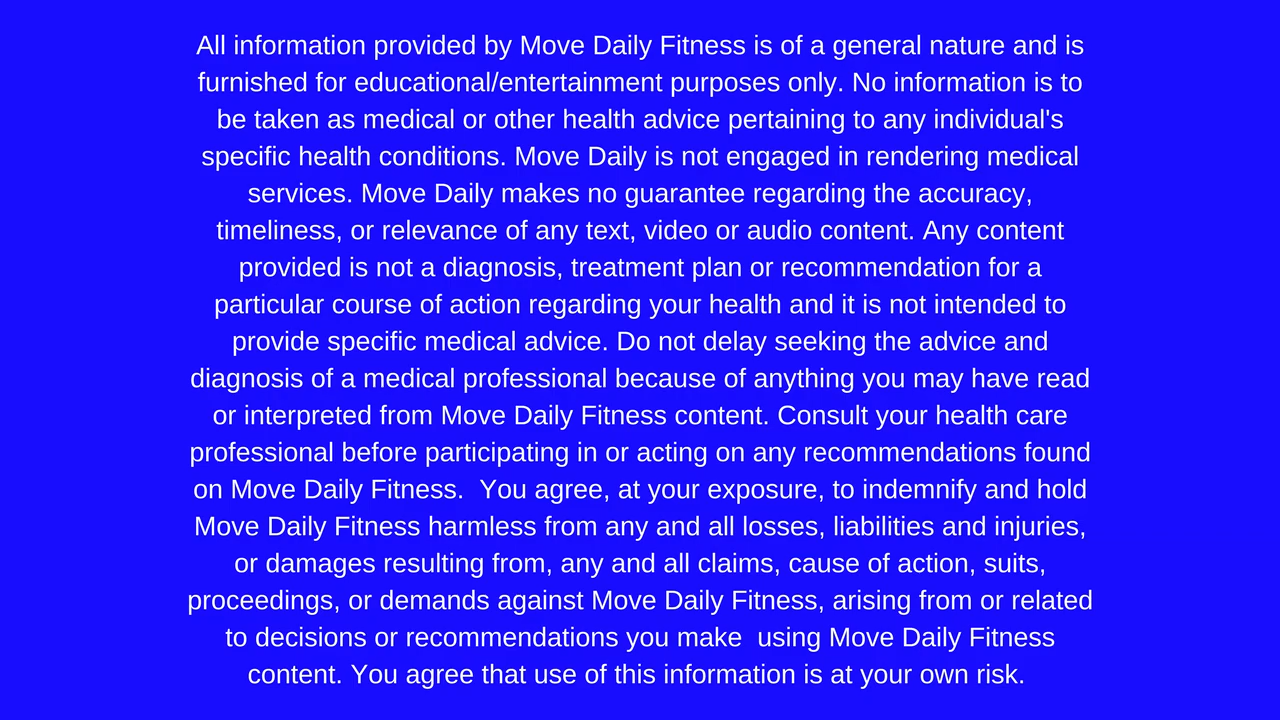 All information provided by Move Daily Fitness is of a general nature and is
furnished for educational/entertainment purposes only. No information is to
be taken as medical or other health advice pertaining to any individual's
specific health conditions. Move Daily is not engaged in rendering medical
services. Move Daily makes no guarantee regarding the accuracy,
timeliness, or relevance of any text, video or audio content. Any content
provided is not a diagnosis, treatment plan or recommendation for a
particular course of action regarding your health and it is not intended to
provide specific medical advice. Do not delay seeking the advice and
diagnosis of a medical professional because of anything you may have read
or interpreted from Move Daily Fitness content. Consult your health care
professional before participating in or acting on any recommendations found
on Move Daily Fitness.  You agree, at your exposure, to indemnify and hold
Move Daily Fitness harmless from any and all losses, liabilities and injuries,
or damages resulting from, any and all claims, cause of action, suits,
proceedings, or demands against Move Daily Fitness, arising from or related
to decisions or recommendations you make  using Move Daily Fitness
content. You agree that use of this information is at your own risk.